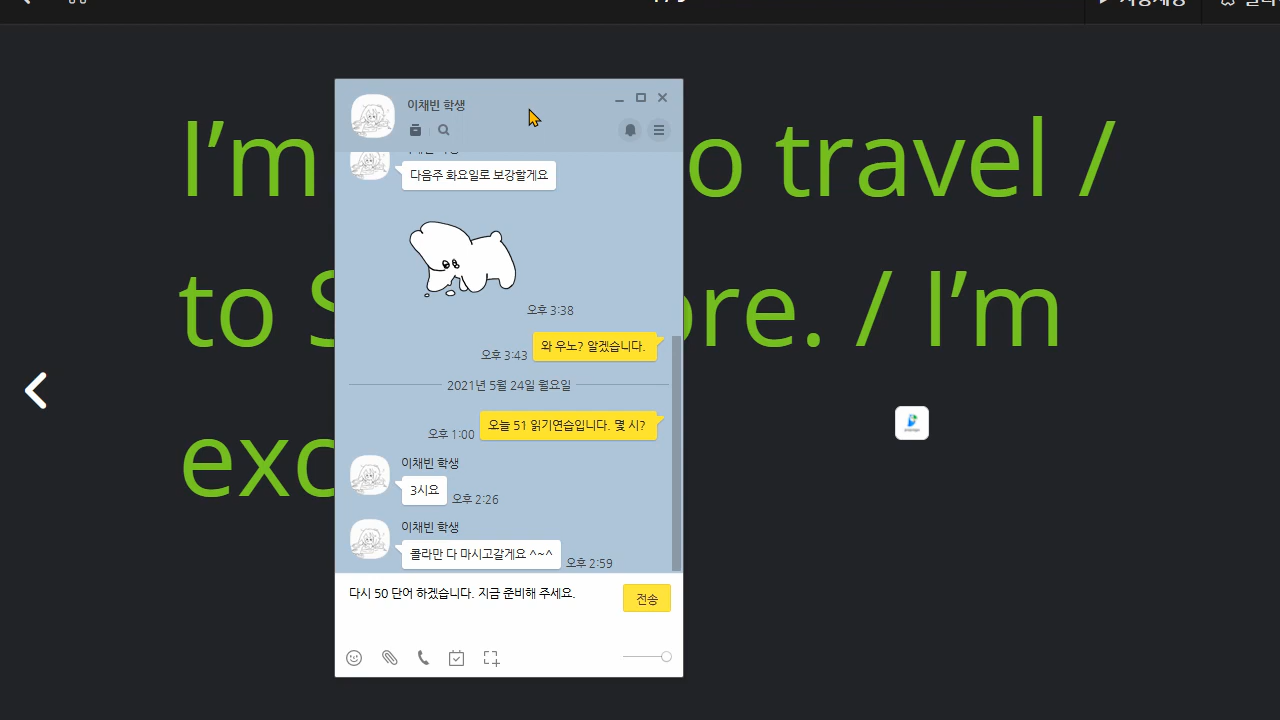 I'm o travel /
to S ore. / I'm
exc
이채빈 학생
다음주 화요일로 보강할게요
오후 3:38
와 우노? 알겠습니다.
오후 3:43
2021년 5월 24일 월요일
오늘 51 읽기연습입니다. 몇 시?
오후 1:00
이채빈 학생
3시요
오후 2:26
이채빈 학생
콜라만 다 마시고갈게요 ^~^
오후 2:59
다시 50 단어 하겠습니다. 지금 준비해 주세요.
전송